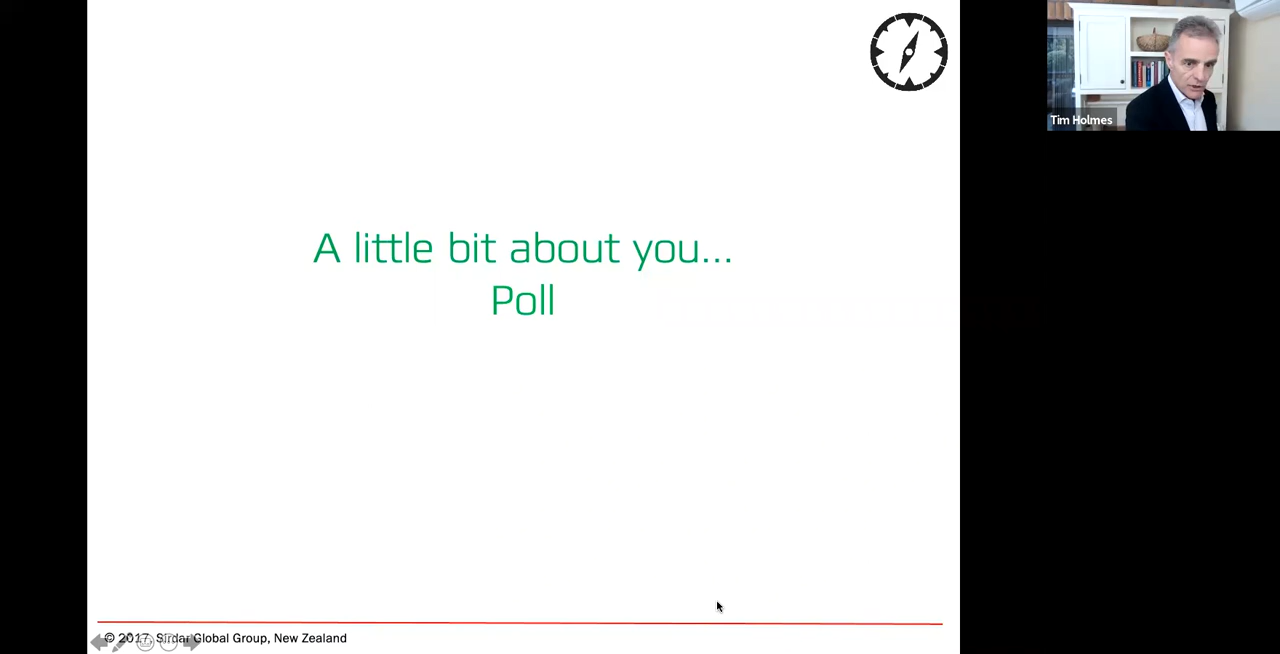 A little bit about you...
Poll
© 2017, Sirdar Global Group, New Zealand
Tim Holmes